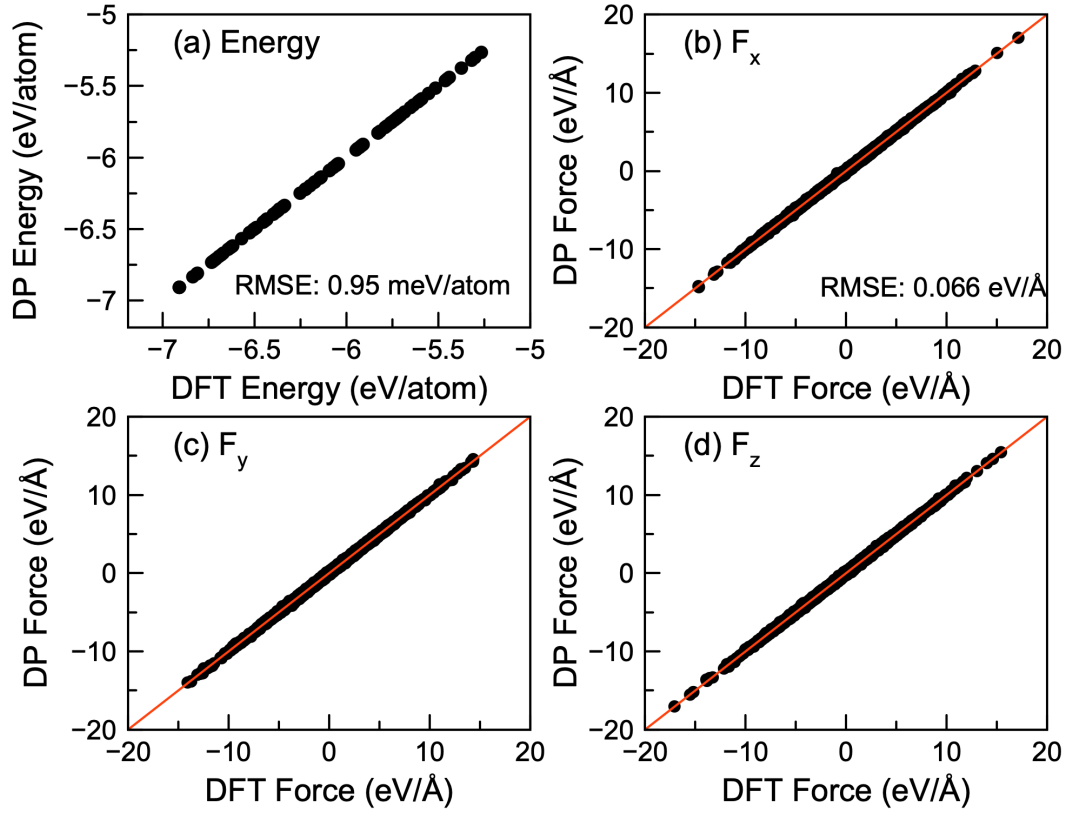 (a) Energy
DP Energy (eV/atom)
−5
−5.5
−6
−6.5
−7
RMSE: 0.95 meV/atom
−7 −6.5 −6 −5.5 −5
DFT Energy (eV/atom)
(b) Fx
DP Force (eV/Å)
20
10
0
−10
−20
RMSE: 0.066 eV/Å
−20 −10 0 10 20
DFT Force (eV/Å)
(c) Fy
DP Force (eV/Å)
20
10
0
−10
−20
−20 −10 0 10 20
DFT Force (eV/Å)
(d) Fz
DP Force (eV/Å)
20
10
0
−10
−20
−20 −10 0 10 20
DFT Force (eV/Å)